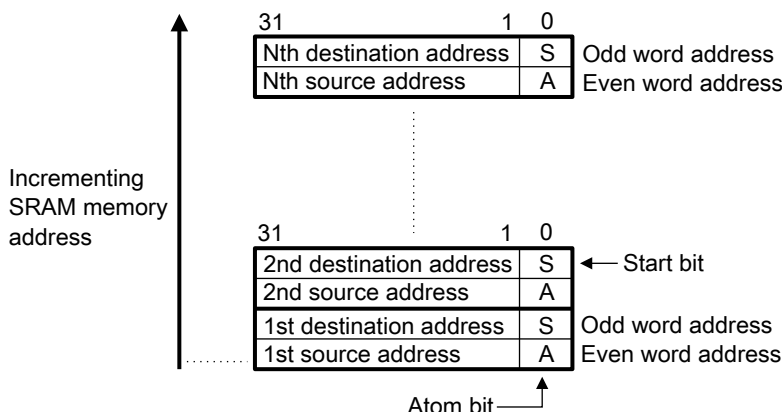 31 1 0
Nth destination address S Odd word address
Nth source address A Even word address
Incrementing
SRAM memory
address
31 1 0
2nd destination address S Start bit
2nd source address A
1st destination address S Odd word address
1st source address A Even word address
Atom bit